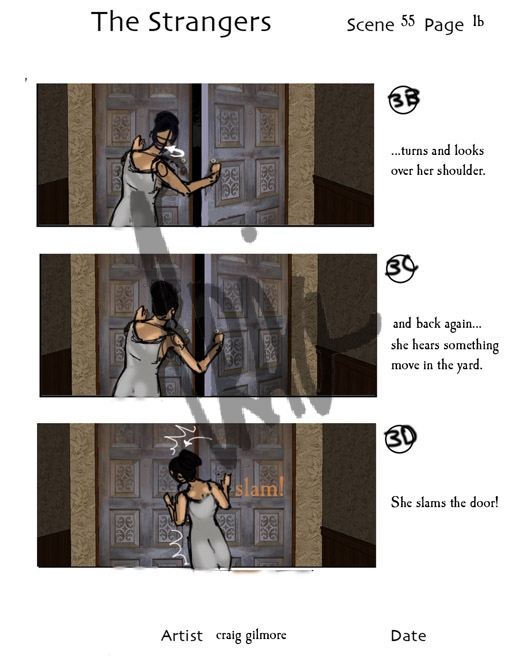 The Strangers
Scene 55 Page 1b
3B
...turns and looks
over her shoulder.
3C
and back again...
she hears something
move in the yard.
3D
slam!
She slams the door!
Artist craig gilmore
Date